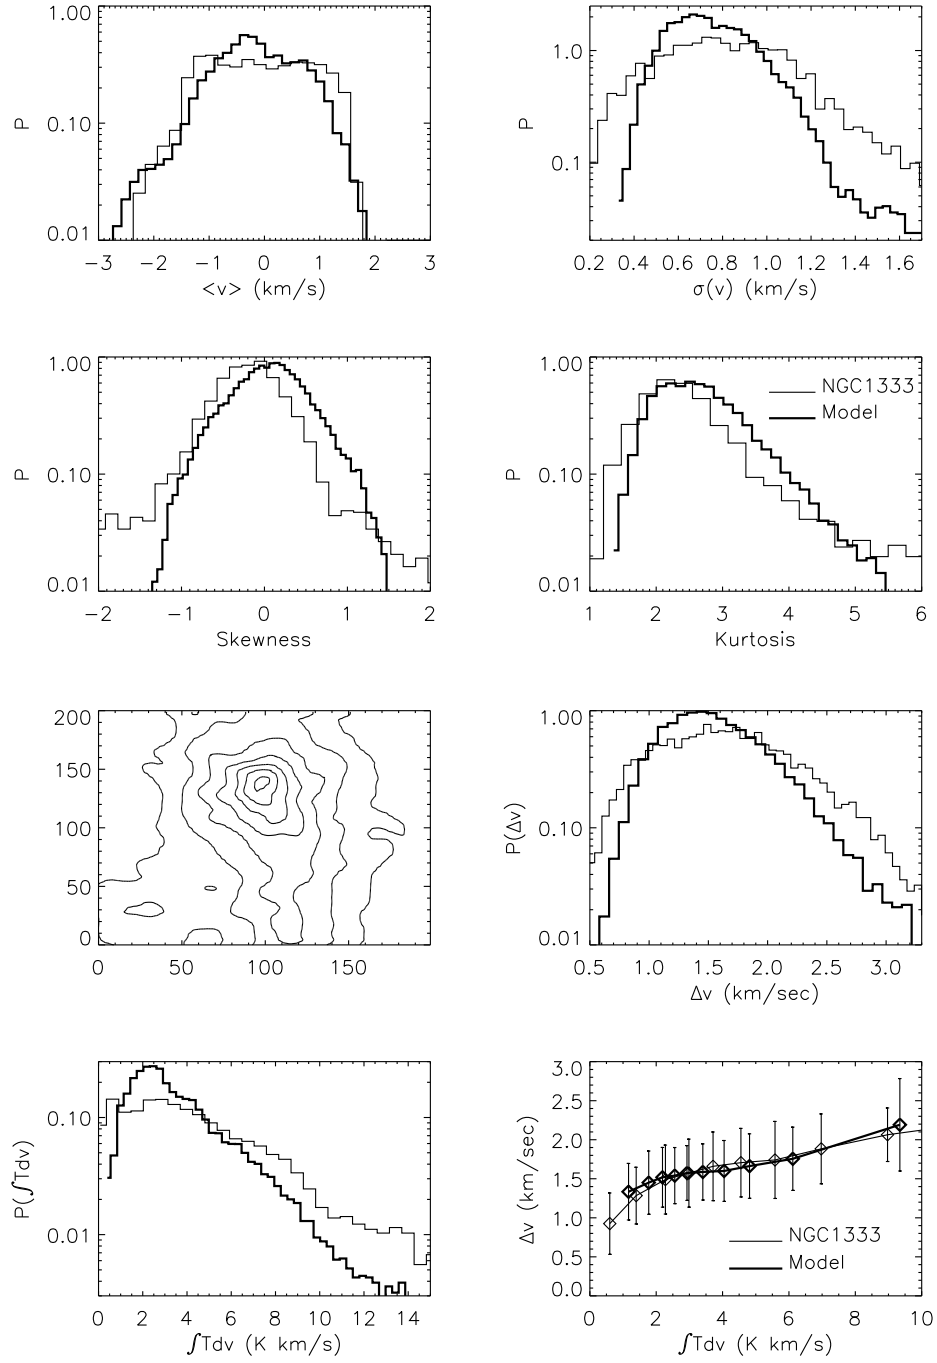 1.00
0.10
0.01
P
−3 −2 −1 0 1 2 3
<v> (km/s)
1.0
0.1
P
0.2 0.4 0.6 0.8 1.0 1.2 1.4 1.6
σ(v) (km/s)
1.00
0.10
0.01
P
−2 −1 0 1 2
Skewness
1.00
0.10
0.01
P
NGC1333
Model
1 2 3 4 5 6
Kurtosis
200
150
100
50
0
0 50 100 150
1.00
0.10
0.01
P(Δv)
0.5 1.0 1.5 2.0 2.5 3.0
Δv (km/sec)
0.10
0.01
P(∫Tdv)
0 2 4 6 8 10 12 14
∫Tdv (K km/s)
3.0
2.5
2.0
1.5
1.0
0.5
0.0
Δv (km/sec)
NGC1333
Model
0 2 4 6 8 10
∫Tdv (K km/s)